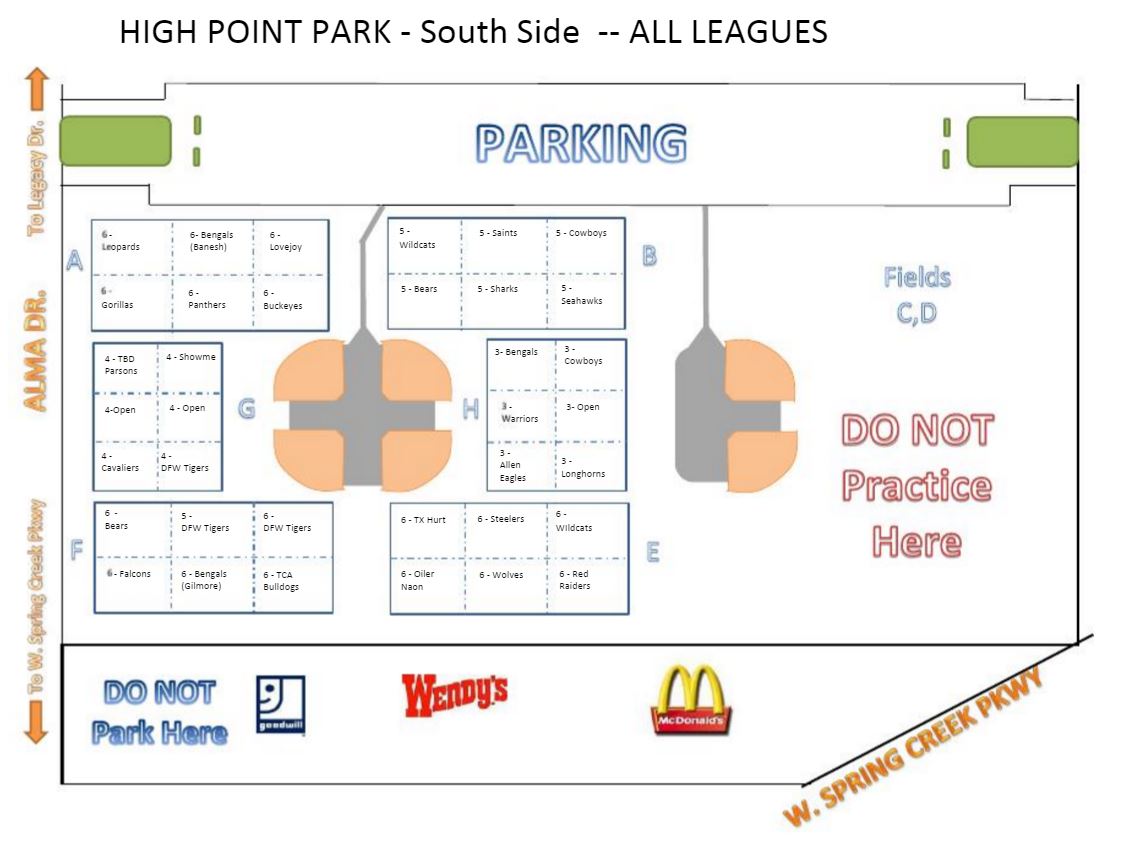 HIGH POINT PARK - South Side -- ALL LEAGUES
To Legacy Dr.
ALMA DR.
To W. Spring Creek Pkwy
PARKING
A
6 -
Leopards
6- Bengals
(Banesh)
6 -
Lovejoy
6 -
Gorillas
6 -
Panthers
6 -
Buckeyes
B
5 -
Wildcats
5 - Saints
5 - Cowboys
5 - Bears
5 - Sharks
5 -
Seahawks
Fields
C,D
G
4 - TBD
Parsons
4 - Showme
4-Open
4 - Open
4 -
Cavaliers
4 -
DFW Tigers
H
3- Bengals
3 -
Cowboys
3 -
Warriors
3- Open
3 -
Allen
Eagles
3 -
Longhorns
DO NOT
Practice
Here
F
6 -
Bears
5 -
DFW Tigers
6 -
DFW Tigers
6 - Falcons
6 - Bengals
(Gilmore)
6 - TCA
Bulldogs
E
6 - TX Hurt
6 - Steelers
6 -
Wildcats
6 - Oiler
Naon
6 - Wolves
6 - Red
Raiders
DO NOT
Park Here
goodwill
WENDY'S
McDonald's
W. SPRING CREEK PKWY